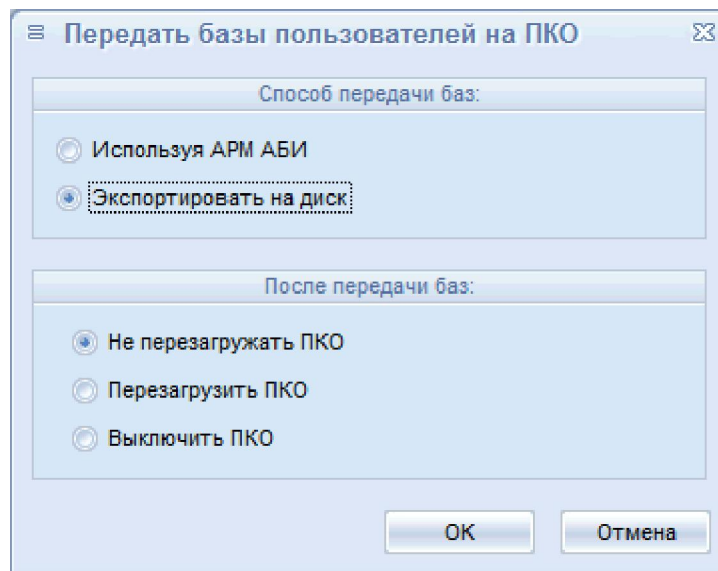 Передать базы пользователей на ПКО
Способ передачи баз:
Используя АРМ АБИ
Экспортировать на диск
После передачи баз:
Не перезагружать ПКО
Перезагрузить ПКО
Выключить ПКО
OK
Отмена